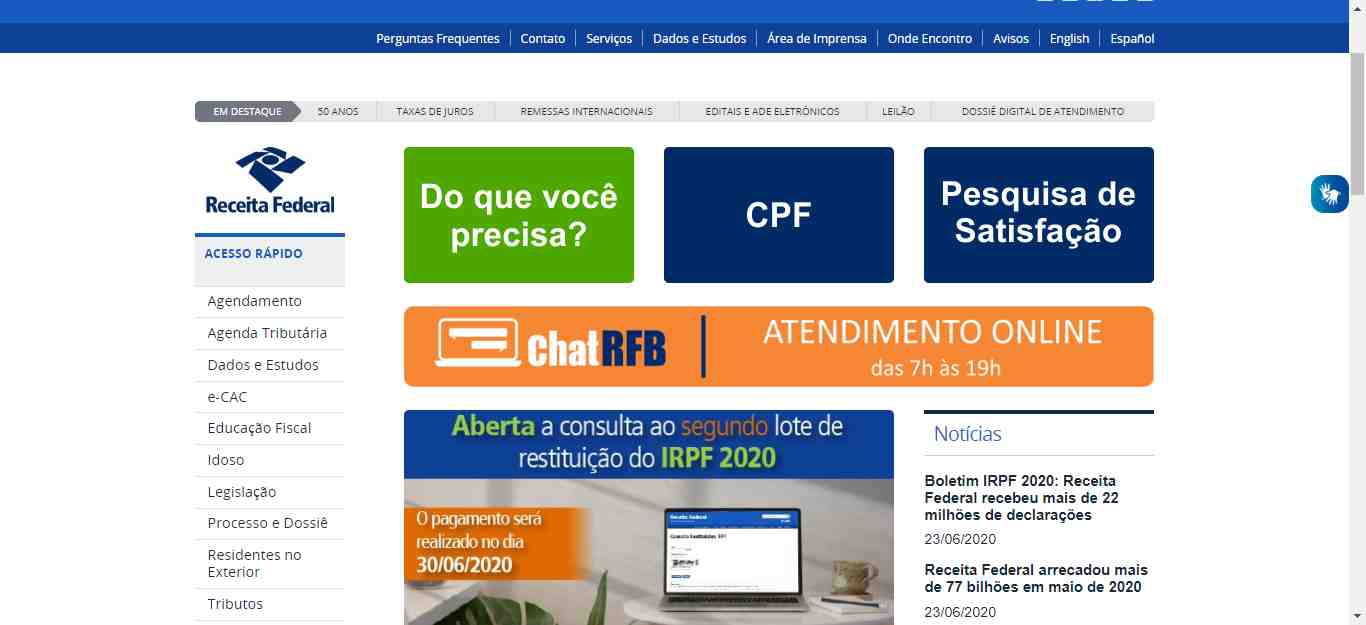 Perguntas Frequentes
Contato
Serviços
Dados e Estudos
Área de Imprensa
Onde Encontro
Avisos
English
Español
EM DESTAQUE
50 ANOS
TAXAS DE JUROS
REMESSAS INTERNACIONAIS
EDITAIS E ADE ELETRÔNICOS
LEILÃO
DOSSIÊ DIGITAL DE ATENDIMENTO
Receita Federal
ACESSO RÁPIDO
Agendamento
Agenda Tributária
Dados e Estudos
e-CAC
Educação Fiscal
Idoso
Legislação
Processo e Dossiê
Residentes no
Exterior
Tributos
Do que você
precisa?
CPF
Pesquisa de
Satisfação
ChatRFB
ATENDIMENTO ONLINE
das 7h às 19h
Aberta a consulta ao segundo lote de
restituição do IRPF 2020
O pagamento será
realizado no dia
30/06/2020
Receita Federal
Notícias
Boletim IRPF 2020: Receita
Federal recebeu mais de 22
milhões de declarações
23/06/2020
Receita Federal arrecadou mais
de 77 bilhões em maio de 2020
23/06/2020